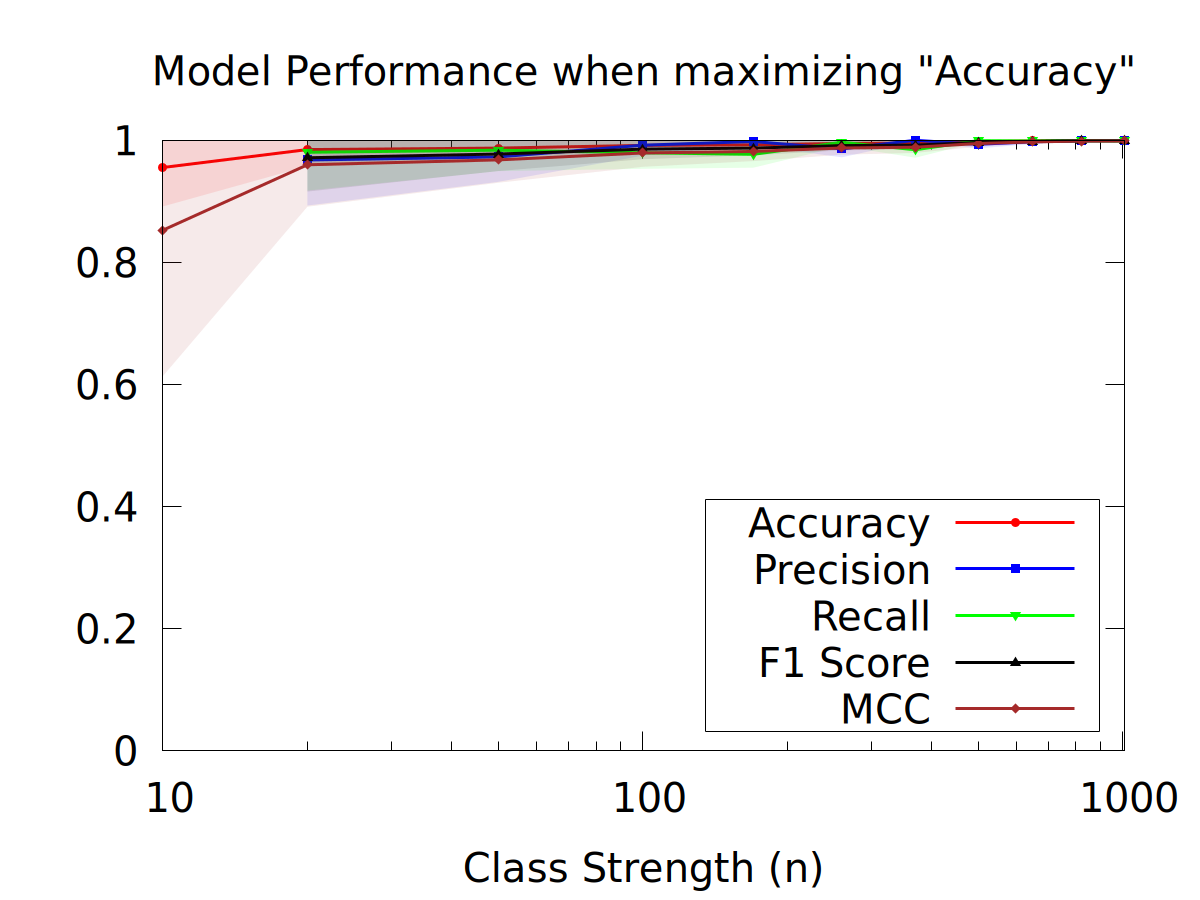 Model Performance when maximizing "Accuracy"
1
0.8
0.6
0.4
0.2
0
10 100 1000
Class Strength (n)
Accuracy
Precision
Recall
F1 Score
MCC